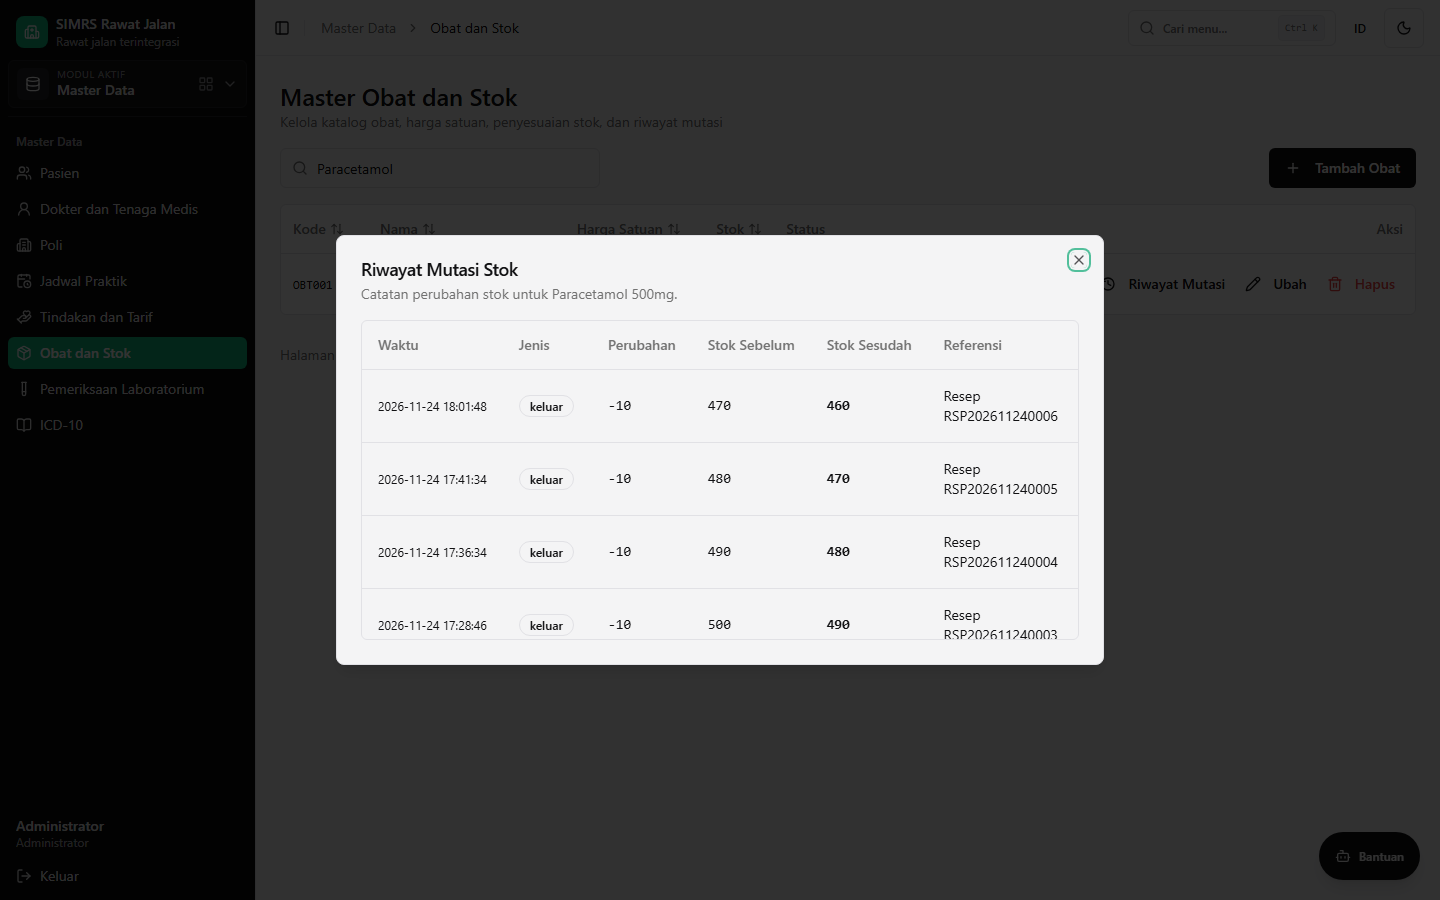 SIMRS Rawat Jalan
Rawat jalan terintegrasi
MODUL AKTIF
Master Data
Master Data
Pasien
Dokter dan Tenaga Medis
Poli
Jadwal Praktik
Tindakan dan Tarif
Obat dan Stok
Pemeriksaan Laboratorium
ICD-10
Administrator
Administrator
Keluar
Master Data > Obat dan Stok
Cari menu...
Ctrl K
ID
Master Obat dan Stok
Kelola katalog obat, harga satuan, penyesuaian stok, dan riwayat mutasi
Paracetamol
Tambah Obat
Kode Nama Harga Satuan Stok Status Aksi
OBT001 Riwayat Mutasi Ubah Hapus
Halaman
Riwayat Mutasi Stok
Catatan perubahan stok untuk Paracetamol 500mg.
Waktu Jenis Perubahan Stok Sebelum Stok Sesudah Referensi
2026-11-24 18:01:48 keluar -10 470 460 Resep
RSP202611240006
2026-11-24 17:41:34 keluar -10 480 470 Resep
RSP202611240005
2026-11-24 17:36:34 keluar -10 490 480 Resep
RSP202611240004
2026-11-24 17:28:46 keluar -10 500 490 Resep
RSP202611240003
Bantuan